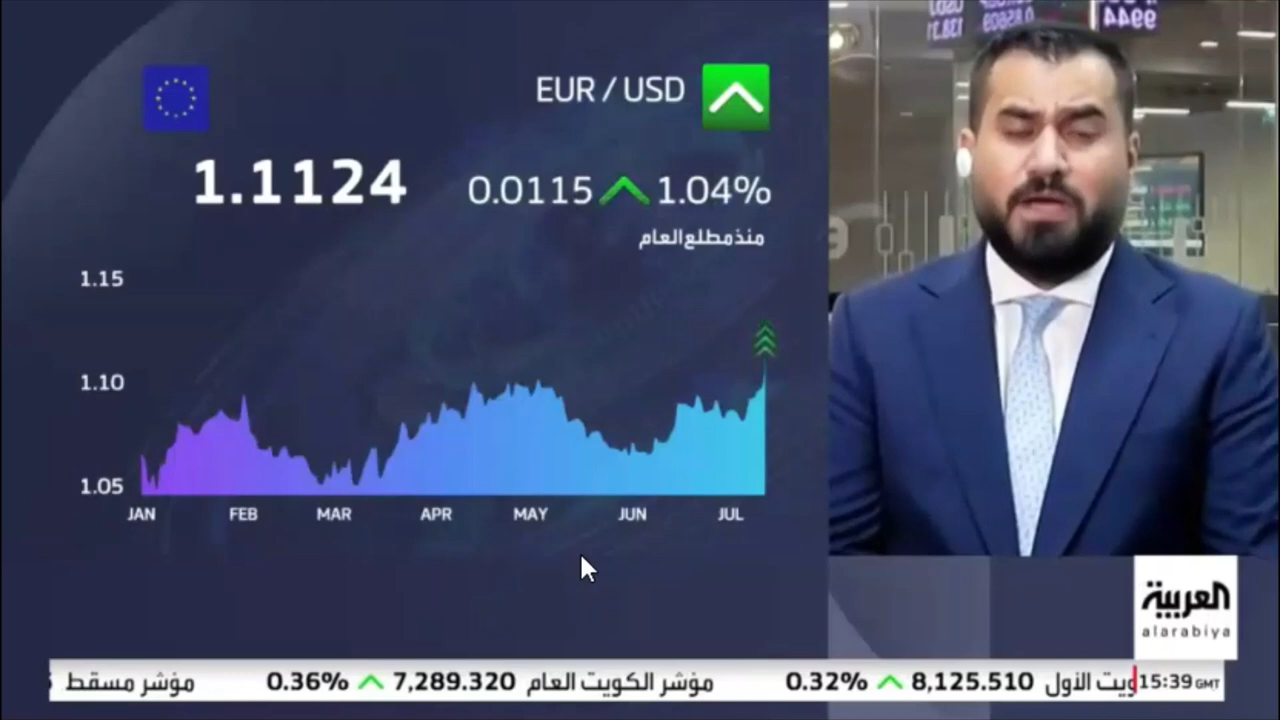 EUR / USD
1.1124
0.0115 1.04%
منذ مطلع العام
1.15
1.10
1.05
JAN FEB MAR APR MAY JUN JUL
العربية
alarabiya
15:39 GMT
الأول 8,125.510 0.32% مؤشر الكويت العام 7,289.320 0.36% مؤشر مسقط